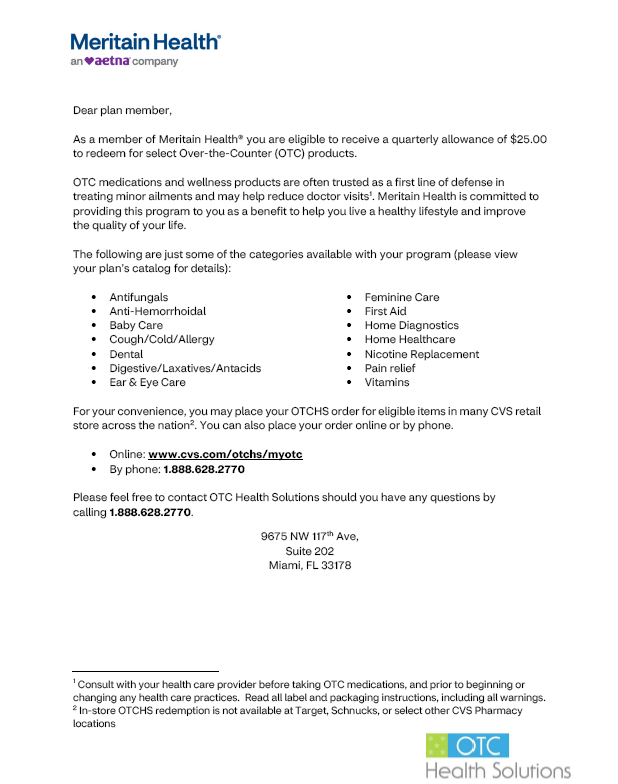 Meritain Health®
an aetna® company
Dear plan member,
As a member of Meritain Health® you are eligible to receive a quarterly allowance of $25.00
to redeem for select Over-the-Counter (OTC) products.
OTC medications and wellness products are often trusted as a first line of defense in
treating minor ailments and may help reduce doctor visits¹. Meritain Health is committed to
providing this program to you as a benefit to help you live a healthy lifestyle and improve
the quality of your life.
The following are just some of the categories available with your program (please view
your plan's catalog for details):
• Antifungals
• Anti-Hemorrhoidal
• Baby Care
• Cough/Cold/Allergy
• Dental
• Digestive/Laxatives/Antacids
• Ear & Eye Care
• Feminine Care
• First Aid
• Home Diagnostics
• Home Healthcare
• Nicotine Replacement
• Pain relief
• Vitamins
For your convenience, you may place your OTCHS order for eligible items in many CVS retail
store across the nation². You can also place your order online or by phone.
• Online: www.cvs.com/otchs/myotc
• By phone: 1.888.628.2770
Please feel free to contact OTC Health Solutions should you have any questions by
calling 1.888.628.2770.
9675 NW 117th Ave,
Suite 202
Miami, FL 33178
¹ Consult with your health care provider before taking OTC medications, and prior to beginning or
changing any health care practices. Read all label and packaging instructions, including all warnings.
² In-store OTCHS redemption is not available at Target, Schnucks, or select other CVS Pharmacy
locations
OTC
Health Solutions